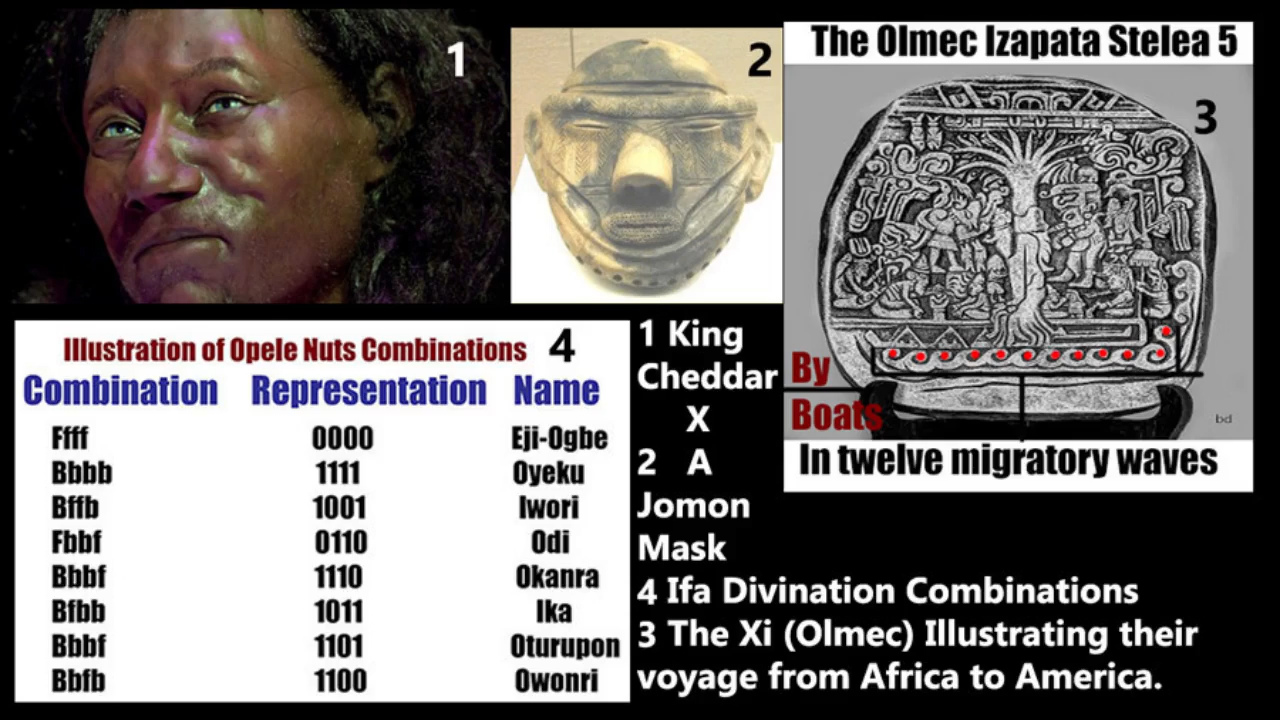 1
2
The Olmec Izapata Stelea 5
3
By
Boats
bd
In twelve migratory waves
Illustration of Opele Nuts Combinations 4
Combination Representation Name
Ffff 0000 Eji-Ogbe
Bbbb 1111 Oyeku
Bffb 1001 Iwori
Fbbf 0110 Odi
Bbbf 1110 Okanra
Bfbb 1011 Ika
Bbbf 1101 Oturupon
Bbfb 1100 Owonri
1 King
Cheddar
X
2 A
Jomon
Mask
4 Ifa Divination Combinations
3 The Xi (Olmec) Illustrating their
voyage from Africa to America.